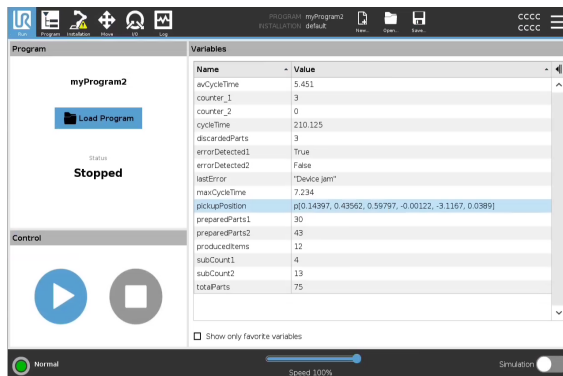 UR
Run
Program
Installation
Move
I/O
Log
PROGRAM myProgram2
INSTALLATION default
New...
Open...
Save...
cccc
cccc
Program
myProgram2
Load Program
Status
Stopped
Control
Variables
Name Value
avCycleTime 5.451
counter_1 3
counter_2 0
cycleTime 210.125
discardedParts 3
errorDetected1 True
errorDetected2 False
lastError "Device jam"
maxCycleTime 7.234
pickupPosition p[0.14397, 0.43562, 0.59797, -0.00122, -3.1167, 0.0389]
preparedParts1 30
preparedParts2 43
producedItems 12
subCount1 4
subCount2 13
totalParts 75
Show only favorite variables
Normal
Speed 100%
Simulation